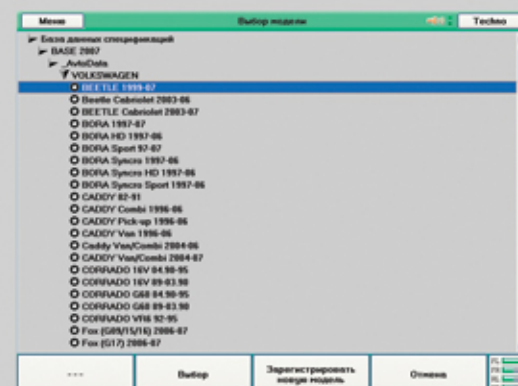 Меню
Выбор модели
Techno
База данных спецификаций
BASE 2007
_AutoData
VOLKSWAGEN
BEETLE 1999-07
Beetle Cabriolet 2003-06
BEETLE Cabriolet 2003-07
BORA 1997-07
BORA HD 1997-06
BORA Sport 97-07
BORA Syncro 1997-06
BORA Syncro HD 1997-06
BORA Syncro Sport 1997-06
CADDY 82-91
CADDY Combi 1996-06
CADDY Pick-up 1996-06
CADDY Van 1996-06
Caddy Van/Combi 2004-06
CADDY Van/Combi 2004-07
CORRADO 16V 04.90-95
CORRADO 16V 89-03.90
CORRADO G60 04.90-95
CORRADO G60 89-03.90
CORRADO VR6 92-95
Fox (G09/15/16) 2006-07
Fox (G17) 2006-07
---
Выбор
Зарегистрировать
новую модель
Отмена